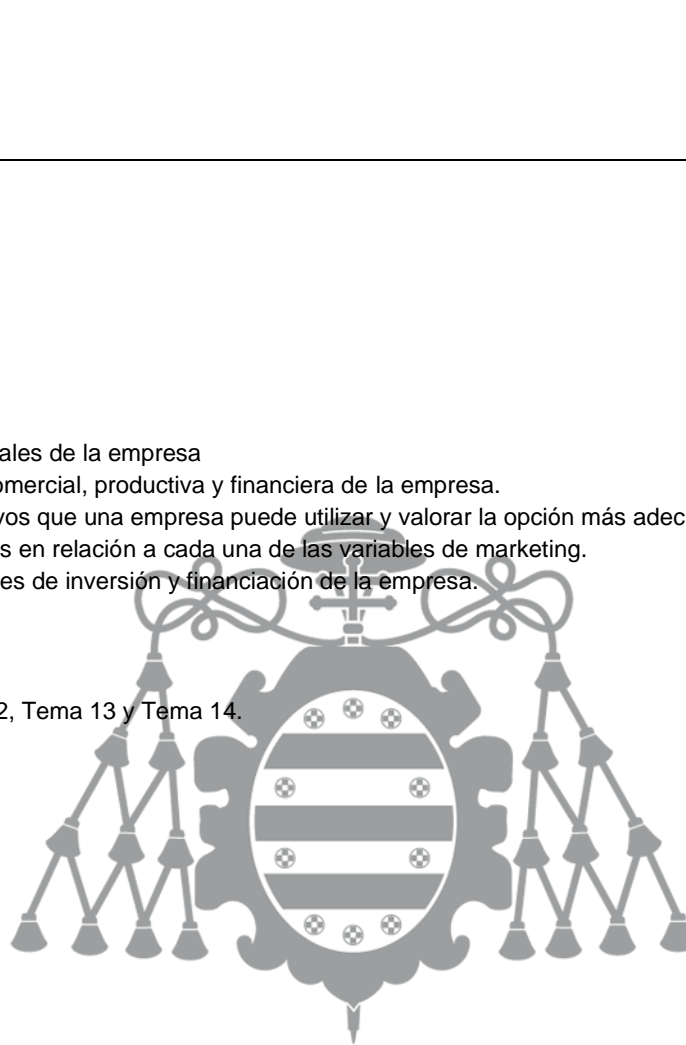 ales de la empresa
omercial, productiva y financiera de la empresa.
vos que una empresa puede utilizar y valorar la opción más adec
s en relación a cada una de las variables de marketing.
es de inversión y financiación de la empresa.
2, Tema 13 y Tema 14.